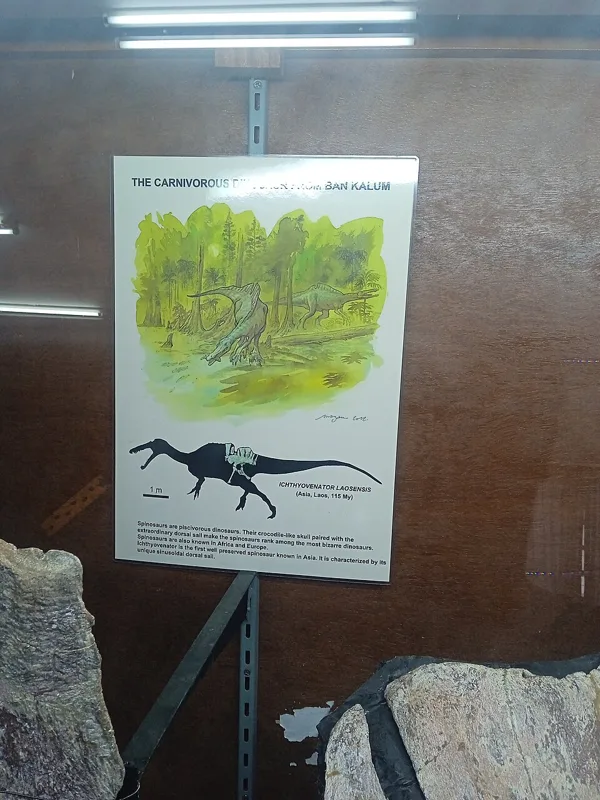 THE CARNIVOROUS DINOSAUR FROM BAN KALUM
1 m
ICHTHYOVENATOR LAOSENSIS
(Asia, Laos, 115 My)
Spinosaurs are piscivorous dinosaurs. Their crocodile-like skull paired with the
extraordinary dorsal sail make the spinosaurs rank among the most bizarre dinosaurs.
Spinosaurs are also known in Africa and Europe.
Ichthyovenator is the first well preserved spinosaur known in Asia. It is characterized by its
unique sinusoidal dorsal sail.